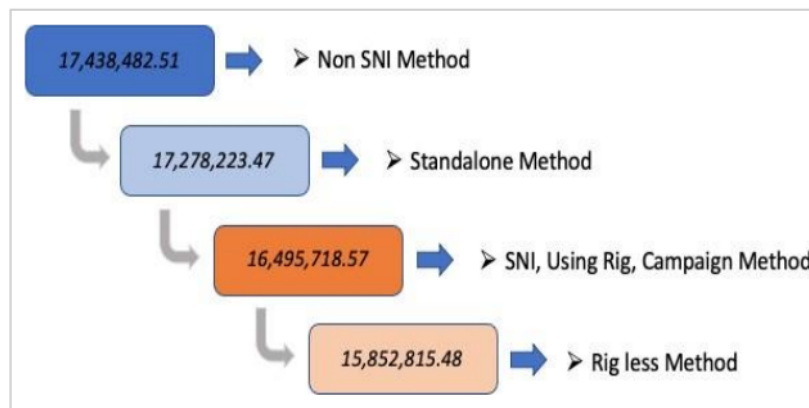 17,438,482.51 ➢ Non SNI Method
17,278,223.47 ➢ Standalone Method
16,495,718.57 ➢ SNI, Using Rig, Campaign Method
15,852,815.48 ➢ Rig less Method